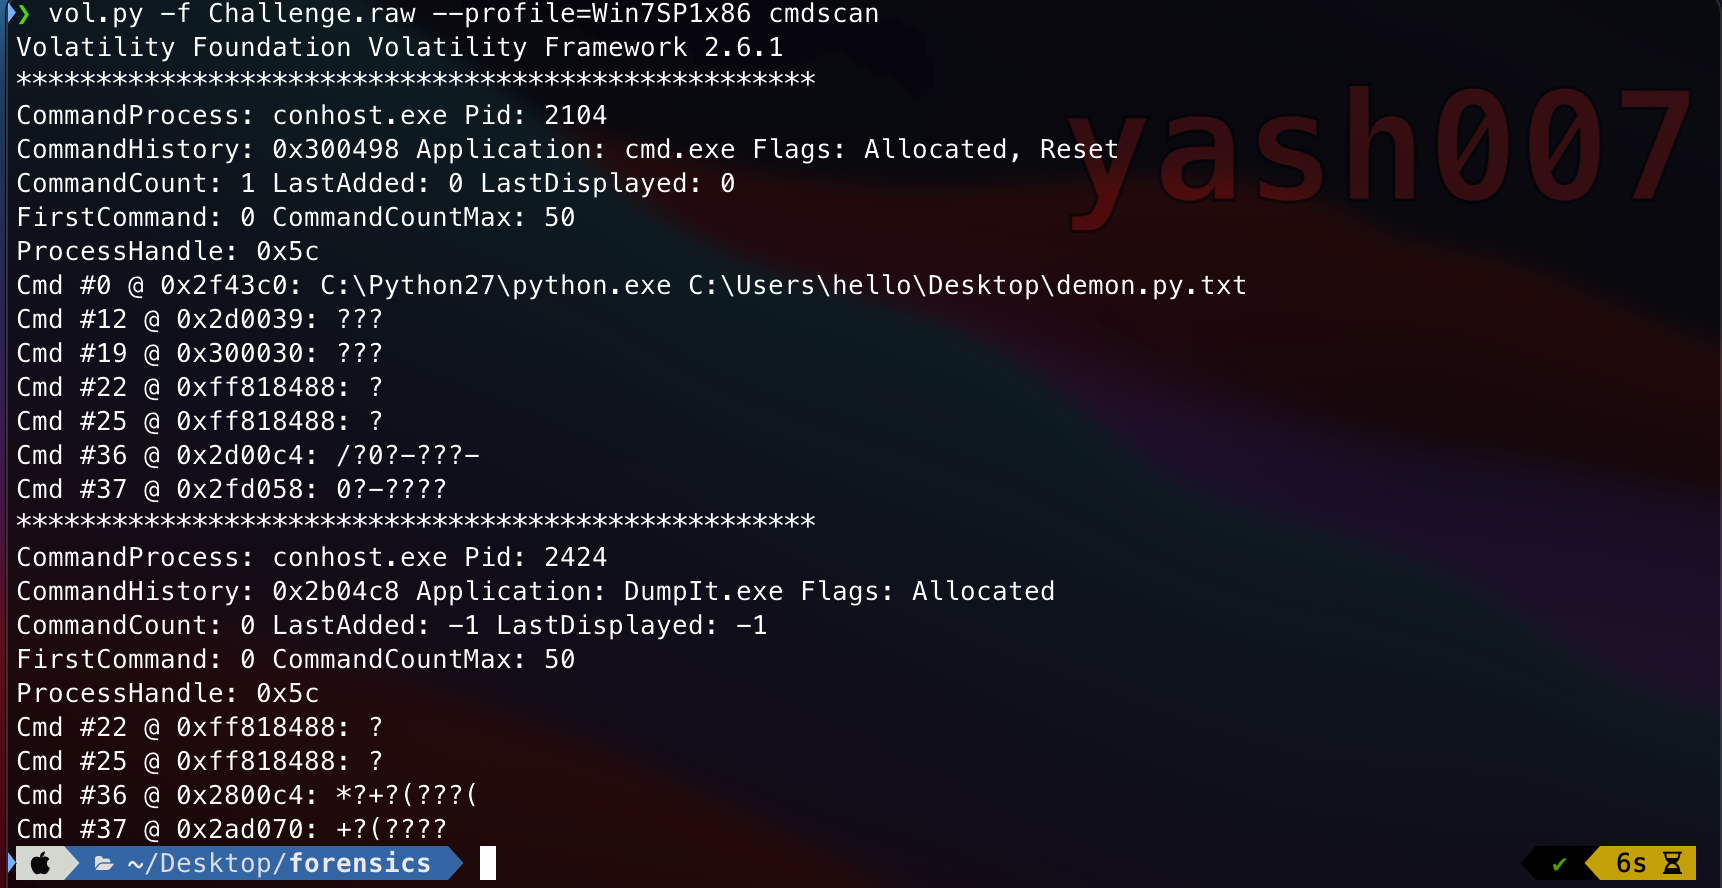 ❯ vol.py -f Challenge.raw --profile=Win7SP1x86 cmdscan
Volatility Foundation Volatility Framework 2.6.1
**************************************************
CommandProcess: conhost.exe Pid: 2104
CommandHistory: 0x300498 Application: cmd.exe Flags: Allocated, Reset
CommandCount: 1 LastAdded: 0 LastDisplayed: 0
FirstCommand: 0 CommandCountMax: 50
ProcessHandle: 0x5c
Cmd #0 @ 0x2f43c0: C:\Python27\python.exe C:\Users\hello\Desktop\demon.py.txt
Cmd #12 @ 0x2d0039: ???
Cmd #19 @ 0x300030: ???
Cmd #22 @ 0xff818488: ?
Cmd #25 @ 0xff818488: ?
Cmd #36 @ 0x2d00c4: /?0?-???-
Cmd #37 @ 0x2fd058: 0?-????
**************************************************
CommandProcess: conhost.exe Pid: 2424
CommandHistory: 0x2b04c8 Application: DumpIt.exe Flags: Allocated
CommandCount: 0 LastAdded: -1 LastDisplayed: -1
FirstCommand: 0 CommandCountMax: 50
ProcessHandle: 0x5c
Cmd #22 @ 0xff818488: ?
Cmd #25 @ 0xff818488: ?
Cmd #36 @ 0x2800c4: *?+?(???(
Cmd #37 @ 0x2ad070: +?(????
~/Desktop/forensics ✔ 6s
yash007